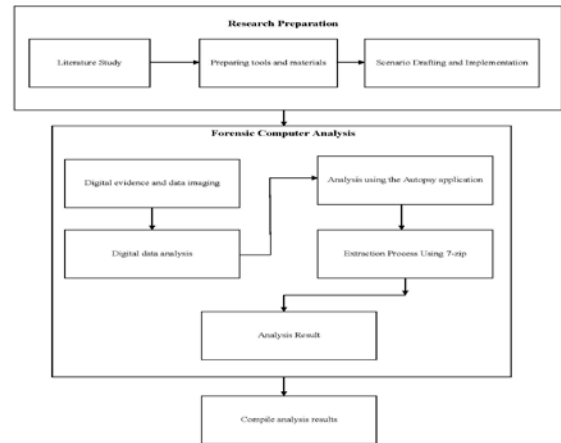 Research Preparation
Literature Study
Preparing tools and materials
Scenario Drafting and Implementation
Forensic Computer Analysis
Digital evidence and data imaging
Analysis using the Autopsy application
Digital data analysis
Extraction Process Using 7-zip
Analysis Result
Compile analysis results